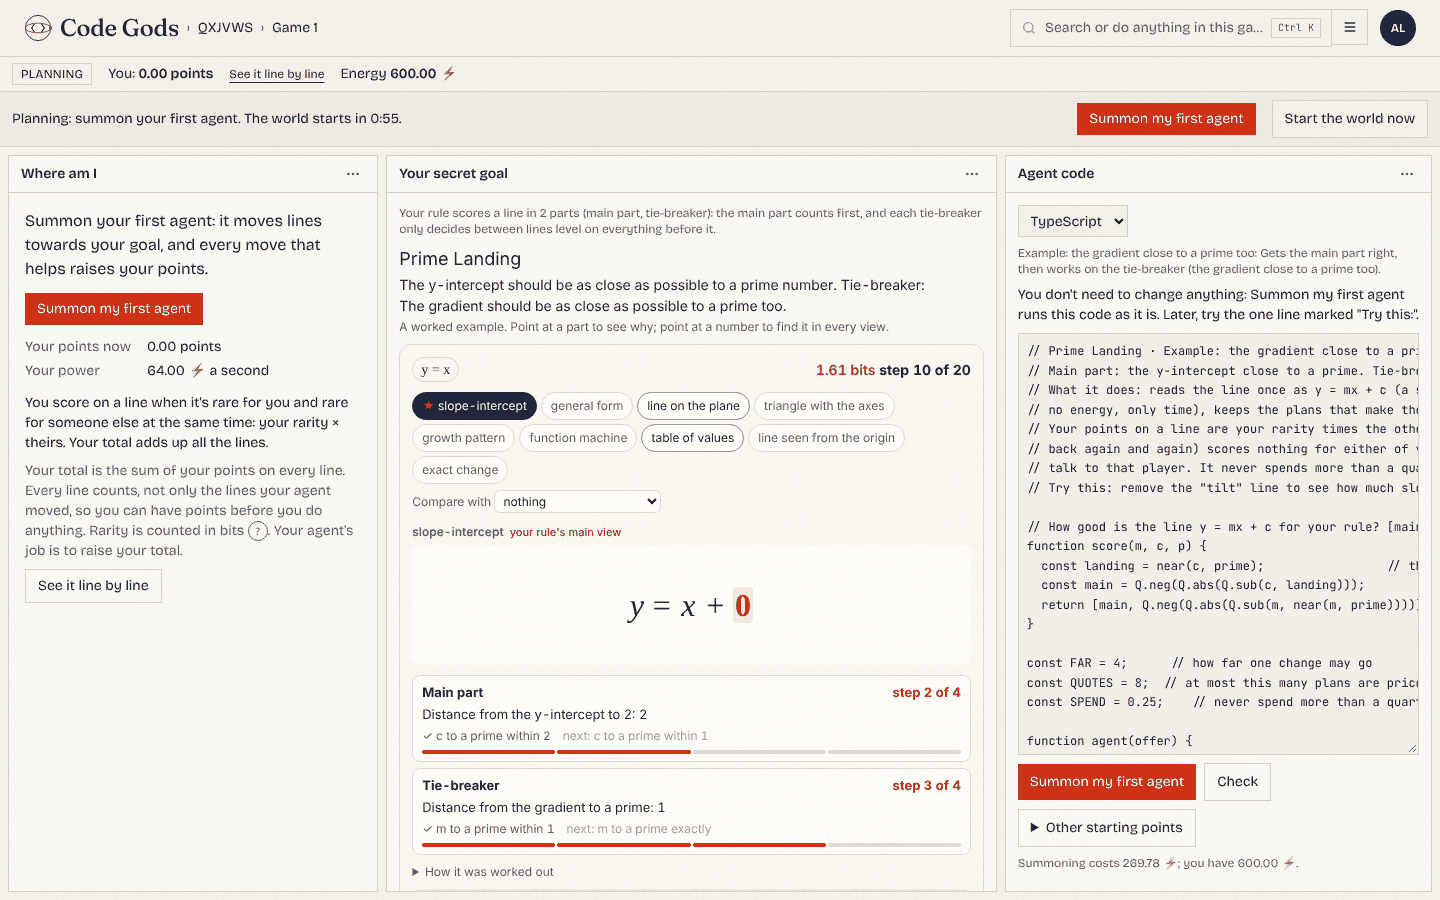 Code Gods › QXJVWS › Game 1
Search or do anything in this ga... Ctrl K
AL
PLANNING You: 0.00 points See it line by line Energy 600.00 ⚡
Planning: summon your first agent. The world starts in 0:55.
Summon my first agent
Start the world now
Where am I
Summon your first agent: it moves lines
towards your goal, and every move that
helps raises your points.
Summon my first agent
Your points now 0.00 points
Your power 64.00 ⚡ a second
You score on a line when it's rare for you and rare
for someone else at the same time: your rarity ×
theirs. Your total adds up all the lines.
Your total is the sum of your points on every line.
Every line counts, not only the lines your agent
moved, so you can have points before you do
anything. Rarity is counted in bits ?. Your agent's
job is to raise your total.
See it line by line
Your secret goal
Your rule scores a line in 2 parts (main part, tie-breaker): the main part counts first, and each tie-breaker
only decides between lines level on everything before it.
Prime Landing
The y-intercept should be as close as possible to a prime number. Tie-breaker:
The gradient should be as close as possible to a prime too.
A worked example. Point at a part to see why; point at a number to find it in every view.
y = x
1.61 bits step 10 of 20
★ slope-intercept general form line on the plane triangle with the axes
growth pattern function machine table of values line seen from the origin
exact change
Compare with nothing
slope-intercept your rule's main view
y = x + 0
Main part step 2 of 4
Distance from the y-intercept to 2: 2
✓ c to a prime within 2 next: c to a prime within 1
Tie-breaker step 3 of 4
Distance from the gradient to a prime: 1
✓ m to a prime within 1 next: m to a prime exactly
▶ How it was worked out
Agent code
TypeScript
Example: the gradient close to a prime too: Gets the main part right,
then works on the tie-breaker (the gradient close to a prime too).
You don't need to change anything: Summon my first agent
runs this code as it is. Later, try the one line marked "Try this:".
// Prime Landing · Example: the gradient close to a pri
// Main part: the y-intercept close to a prime. Tie-bre
// What it does: reads the line once as y = mx + c (a s
// no energy, only time), keeps the plans that make the
// Your points on a line are your rarity times the othe
// back again and again) scores nothing for either of y
// talk to that player. It never spends more than a qua
// Try this: remove the "tilt" line to see how much slo
// How good is the line y = mx + c for your rule? [main
function score(m, c, p) {
const landing = near(c, prime); // th
const main = Q.neg(Q.abs(Q.sub(c, landing)));
return [main, Q.neg(Q.abs(Q.sub(m, near(m, prime))))]
}
const FAR = 4; // how far one change may go
const QUOTES = 8; // at most this many plans are price
const SPEND = 0.25; // never spend more than a quart
function agent(offer) {
Summon my first agent
Check
▶ Other starting points
Summoning costs 269.78 ⚡; you have 600.00 ⚡.